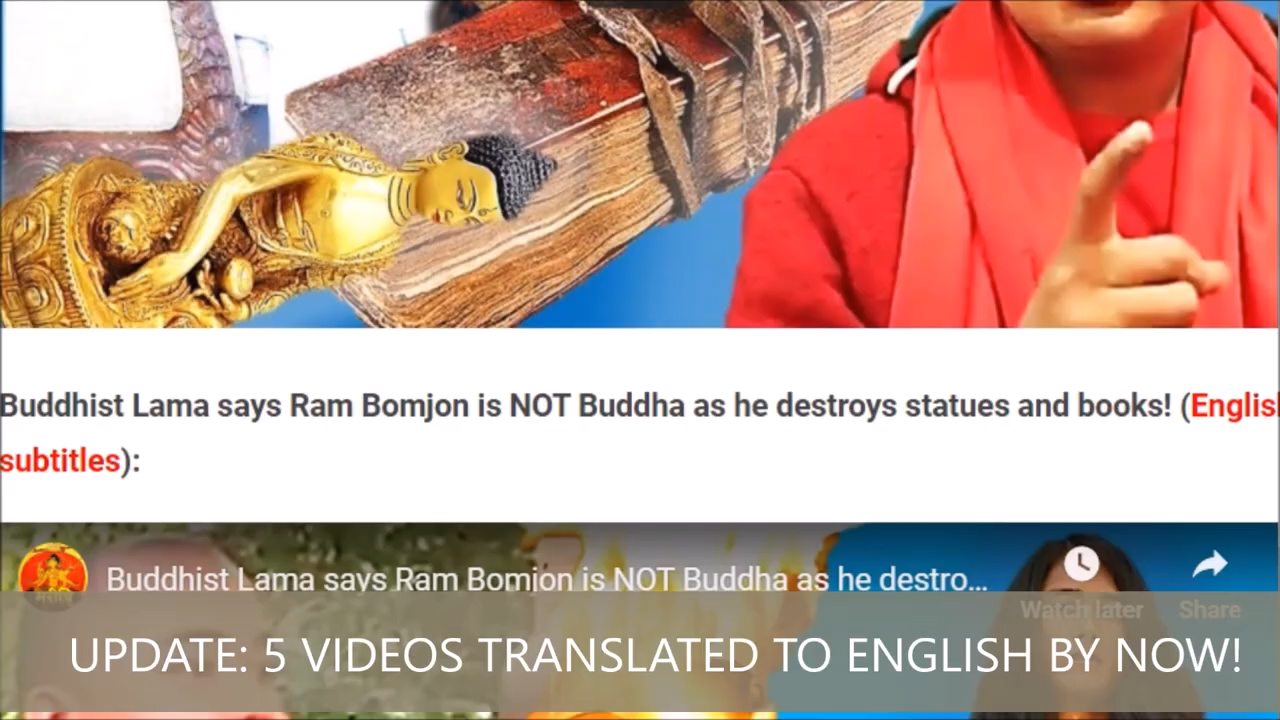 Buddhist Lama says Ram Bomjon is NOT Buddha as he destroys statues and books! (Englis
subtitles):
Buddhist Lama says Ram Bomjon is NOT Buddha as he destro...
Watch later Share
UPDATE: 5 VIDEOS TRANSLATED TO ENGLISH BY NOW!